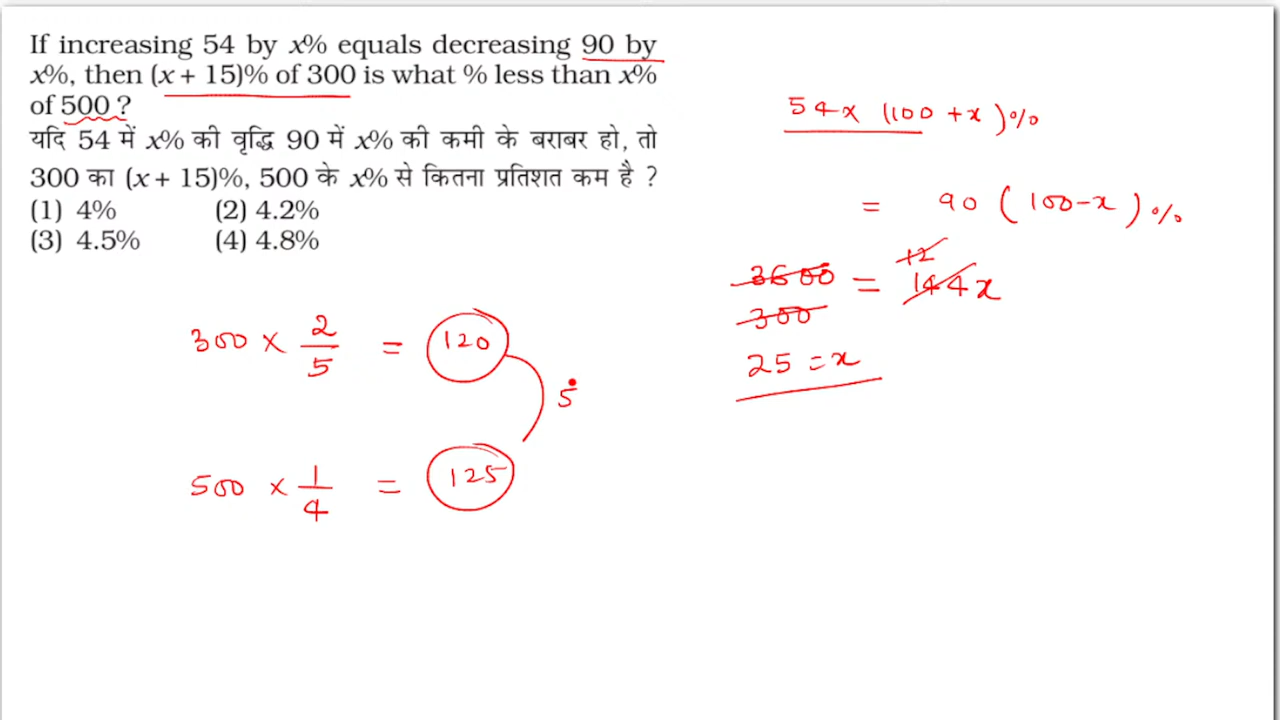 If increasing 54 by x% equals decreasing 90 by
x%, then (x + 15)% of 300 is what % less than x%
of 500 ?
यदि 54 में x% की वृद्धि 90 में x% की कमी के बराबर हो, तो
300 का (x + 15)%, 500 के x% से कितना प्रतिशत कम है ?
(1) 4% (2) 4.2%
(3) 4.5% (4) 4.8%
54 x (100 + x)%
= 90 (100 - x)%
12
3600 = 144x
300
25 = x
300 × 2/5 = 120
5
500 × 1/4 = 125